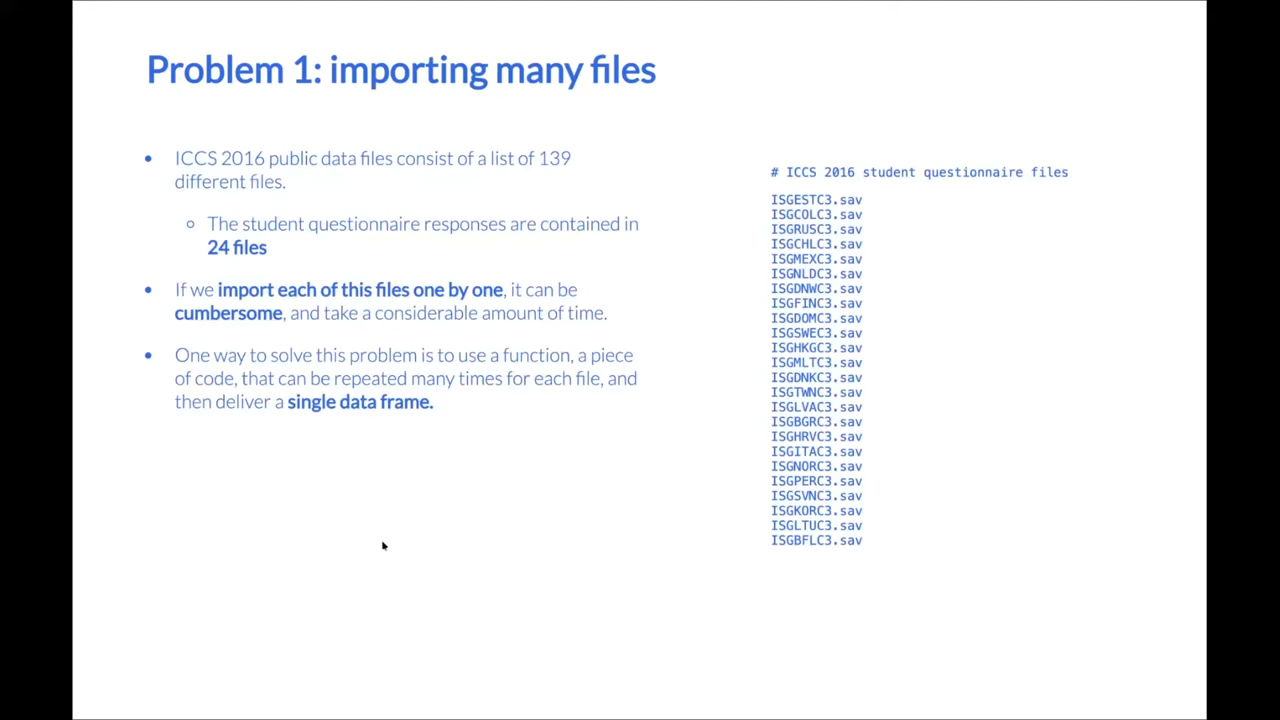 Problem 1: importing many files
• ICCS 2016 public data files consist of a list of 139
different files.
◦ The student questionnaire responses are contained in
24 files
• If we import each of this files one by one, it can be
cumbersome, and take a considerable amount of time.
• One way to solve this problem is to use a function, a piece
of code, that can be repeated many times for each file, and
then deliver a single data frame.
# ICCS 2016 student questionnaire files
ISGESTC3.sav
ISGCOLC3.sav
ISGRUSC3.sav
ISGCHLC3.sav
ISGMEXC3.sav
ISGNLDC3.sav
ISGDNWC3.sav
ISGFINC3.sav
ISGDOMC3.sav
ISGSWEC3.sav
ISGHKGC3.sav
ISGMLTC3.sav
ISGDNKC3.sav
ISGTWNC3.sav
ISGLVAC3.sav
ISGBGRC3.sav
ISGHRVC3.sav
ISGITAC3.sav
ISGNORC3.sav
ISGPERC3.sav
ISGSVNC3.sav
ISGKORC3.sav
ISGLTUC3.sav
ISGBFLC3.sav